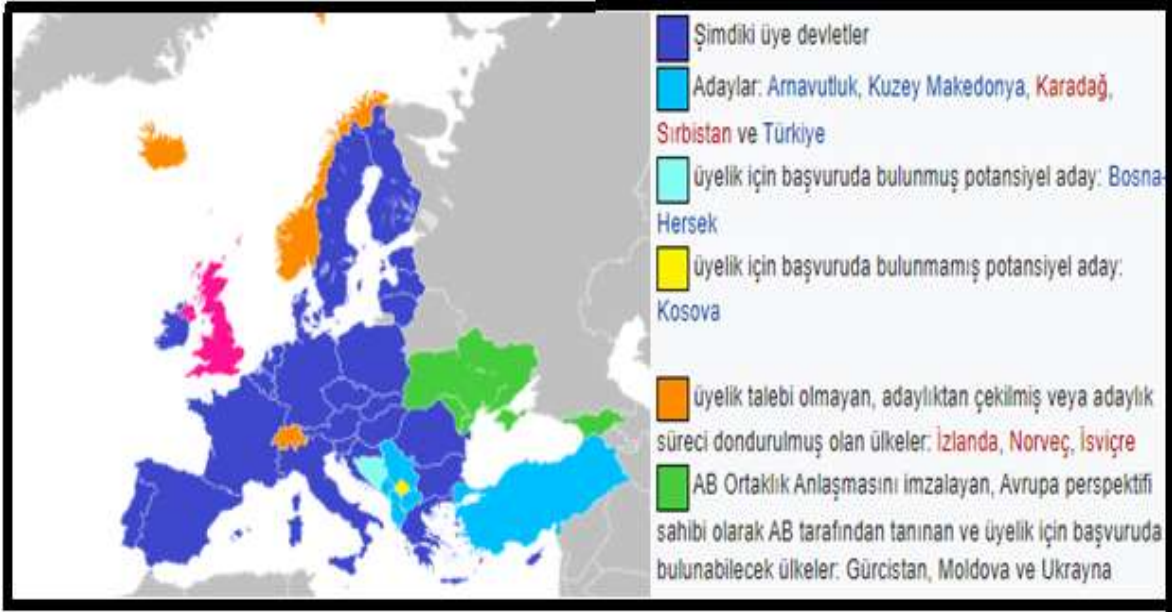 Şimdiki üye devletler
Adaylar: Arnavutluk, Kuzey Makedonya, Karadağ,
Sırbistan ve Türkiye
üyelik için başvuruda bulunmuş potansiyel aday: Bosna-
Hersek
üyelik için başvuruda bulunmamış potansiyel aday:
Kosova
üyelik talebi olmayan, adaylıktan çekilmiş veya adaylık
süreci dondurulmuş olan ülkeler: İzlanda, Norveç, İsviçre
AB Ortaklık Anlaşmasını imzalayan, Avrupa perspektifi
sahibi olarak AB tarafından tanınan ve üyelik için başvuruda
bulunabilecek ülkeler: Gürcistan, Moldova ve Ukrayna